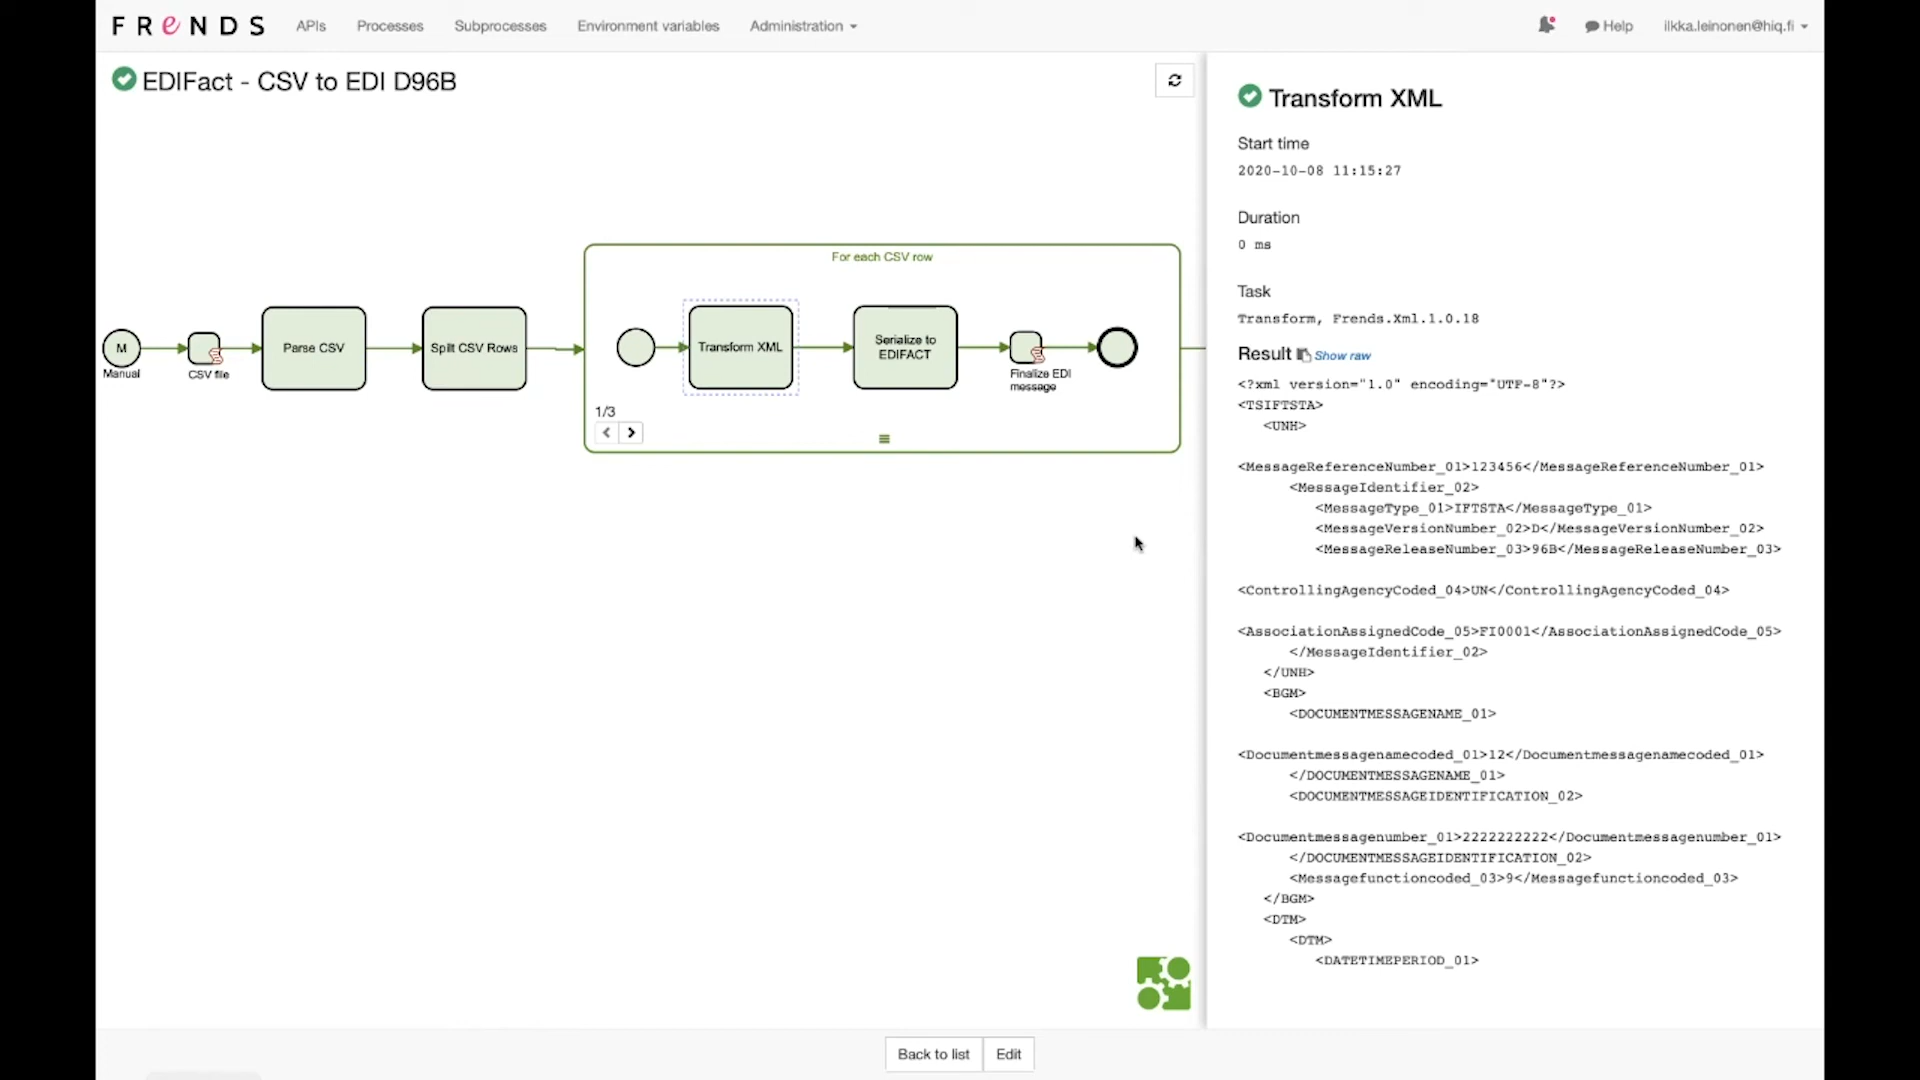 FRENDS
APIs
Processes
Subprocesses
Environment variables
Administration
Help
ilkka.leinonen@hiq.fi
EDIFact - CSV to EDI D96B
M
Manual
CSV file
Parse CSV
Split CSV Rows
For each CSV row
Transform XML
Serialize to
EDIFACT
Finalize EDI
message
1/3
Transform XML
Start time
2020-10-08 11:15:27
Duration
0 ms
Task
Transform, Frends.Xml.1.0.18
Result Show raw
<?xml version="1.0" encoding="UTF-8"?>
<TSIFTSTA>
<UNH>
<MessageReferenceNumber_01>123456</MessageReferenceNumber_01>
<MessageIdentifier_02>
<MessageType_01>IFTSTA</MessageType_01>
<MessageVersionNumber_02>D</MessageVersionNumber_02>
<MessageReleaseNumber_03>96B</MessageReleaseNumber_03>
<ControllingAgencyCoded_04>UN</ControllingAgencyCoded_04>
<AssociationAssignedCode_05>FI0001</AssociationAssignedCode_05>
</MessageIdentifier_02>
</UNH>
<BGM>
<DOCUMENTMESSAGENAME_01>
<Documentmessagenamecoded_01>12</Documentmessagenamecoded_01>
</DOCUMENTMESSAGENAME_01>
<DOCUMENTMESSAGEIDENTIFICATION_02>
<Documentmessagenumber_01>2222222222</Documentmessagenumber_01>
</DOCUMENTMESSAGEIDENTIFICATION_02>
<Messagefunctioncoded_03>9</Messagefunctioncoded_03>
</BGM>
<DTM>
<DTM>
<DATETIMEPERIOD_01>
Back to list
Edit